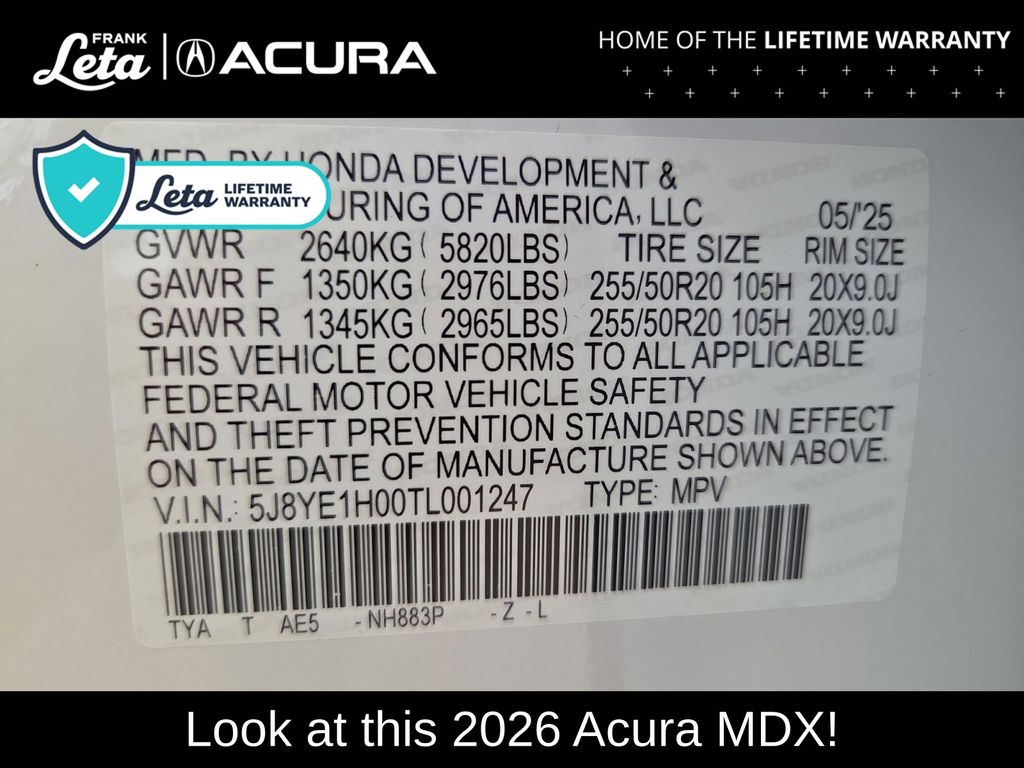 FRANK
Leta
ACURA
HOME OF THE LIFETIME WARRANTY
MFD. BY HONDA DEVELOPMENT &
URING OF AMERICA, LLC 05/'25
Leta LIFETIME
WARRANTY
GVWR 2640KG ( 5820LBS) TIRE SIZE RIM SIZE
GAWR F 1350KG ( 2976LBS) 255/50R20 105H 20X9.0J
GAWR R 1345KG ( 2965LBS) 255/50R20 105H 20X9.0J
THIS VEHICLE CONFORMS TO ALL APPLICABLE
FEDERAL MOTOR VEHICLE SAFETY
AND THEFT PREVENTION STANDARDS IN EFFECT
ON THE DATE OF MANUFACTURE SHOWN ABOVE.
V.I.N.: 5J8YE1H00TL001247 TYPE: MPV
TYA T AE5 -NH883P -Z -L
Look at this 2026 Acura MDX!